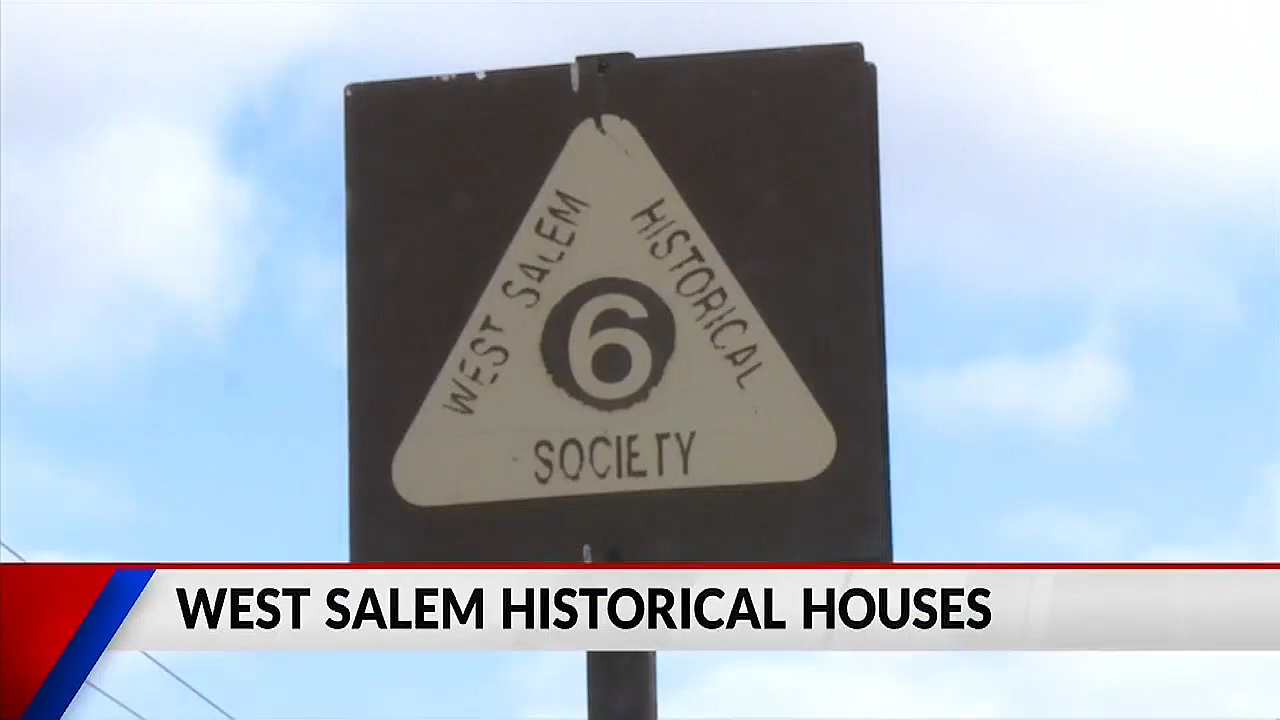 WEST SALEM
HISTORICAL
6
SOCIETY
WEST SALEM HISTORICAL HOUSES